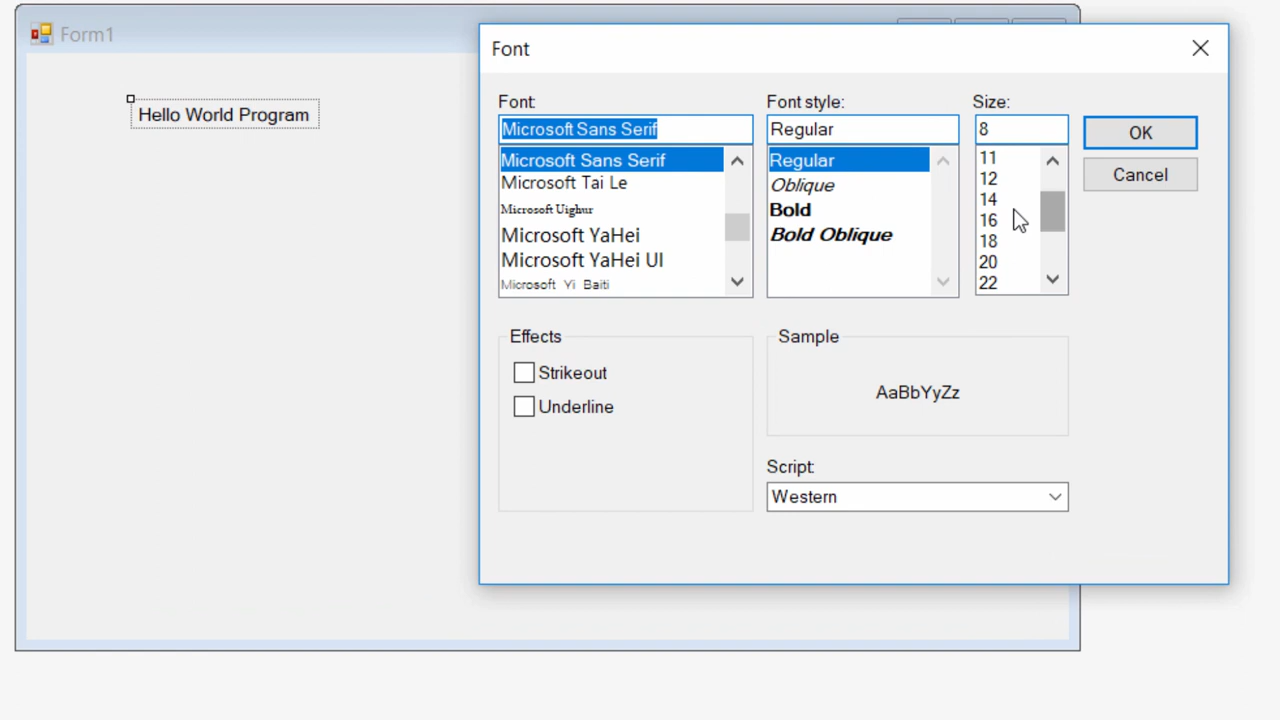 Form1
Hello World Program
Font
Font:
Microsoft Sans Serif
Microsoft Sans Serif
Microsoft Tai Le
Microsoft Uighur
Microsoft YaHei
Microsoft YaHei UI
Microsoft Yi Baiti
Font style:
Regular
Regular
Oblique
Bold
Bold Oblique
Size:
8
11
12
14
16
18
20
22
OK
Cancel
Effects
Strikeout
Underline
Sample
AaBbYyZz
Script:
Western